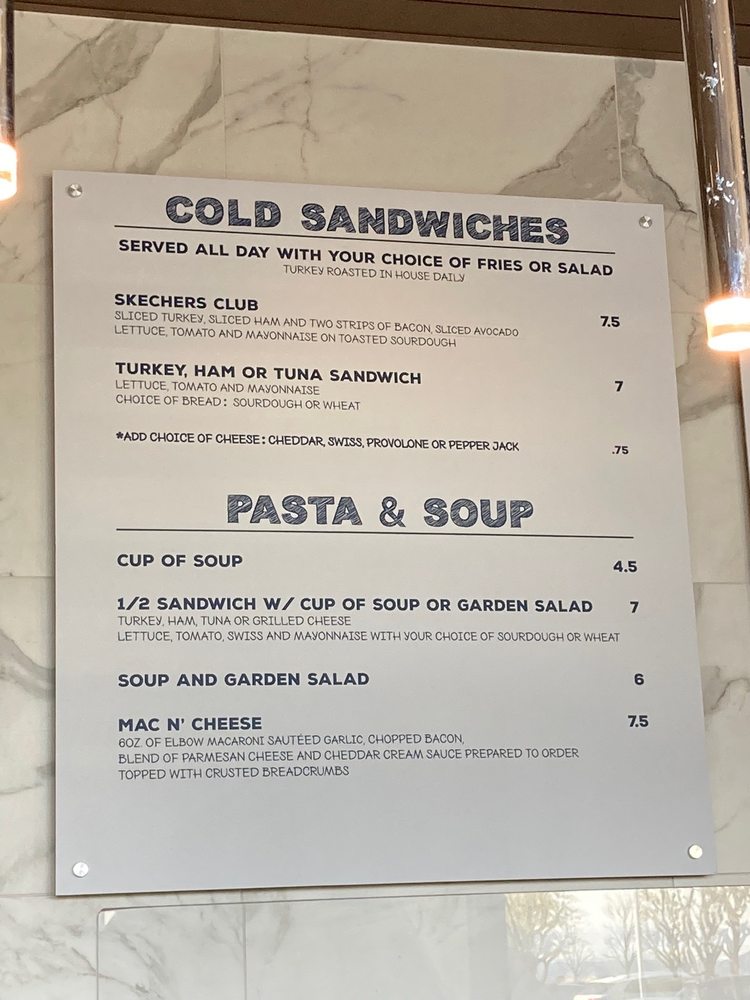 COLD SANDWICHES
SERVED ALL DAY WITH YOUR CHOICE OF FRIES OR SALAD
TURKEY ROASTED IN HOUSE DAILY
SKECHERS CLUB 7.5
SLICED TURKEY, SLICED HAM AND TWO STRIPS OF BACON, SLICED AVOCADO
LETTUCE, TOMATO AND MAYONNAISE ON TOASTED SOURDOUGH
TURKEY, HAM OR TUNA SANDWICH 7
LETTUCE, TOMATO AND MAYONNAISE
CHOICE OF BREAD: SOURDOUGH OR WHEAT
*ADD CHOICE OF CHEESE: CHEDDAR, SWISS, PROVOLONE OR PEPPER JACK .75
PASTA & SOUP
CUP OF SOUP 4.5
1/2 SANDWICH W/ CUP OF SOUP OR GARDEN SALAD 7
TURKEY, HAM, TUNA OR GRILLED CHEESE
LETTUCE, TOMATO, SWISS AND MAYONNAISE WITH YOUR CHOICE OF SOURDOUGH OR WHEAT
SOUP AND GARDEN SALAD 6
MAC N' CHEESE 7.5
6OZ. OF ELBOW MACARONI SAUTÉED GARLIC, CHOPPED BACON,
BLEND OF PARMESAN CHEESE AND CHEDDAR CREAM SAUCE PREPARED TO ORDER
TOPPED WITH CRUSTED BREADCRUMBS